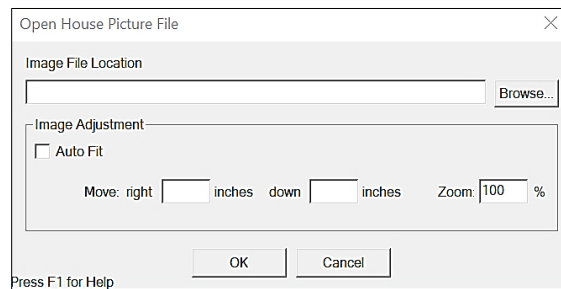 Open House Picture File
Image File Location
Browse...
Image Adjustment
Auto Fit
Move: right inches down inches Zoom: 100 %
OK Cancel
Press F1 for Help